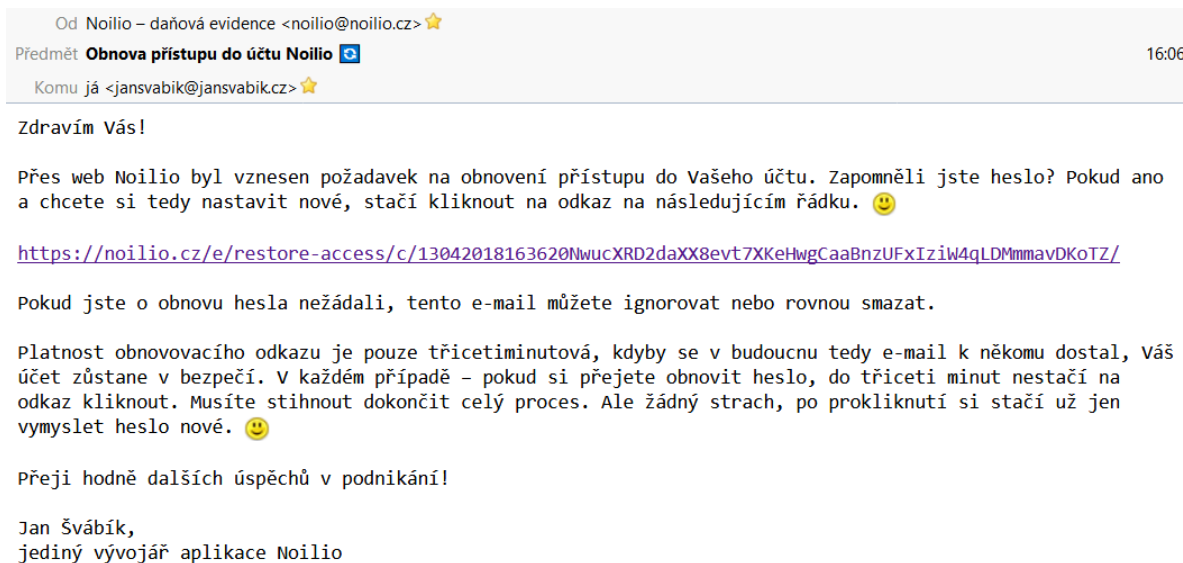 Od Noilio – daňová evidence <noilio@noilio.cz>
Předmět Obnova přístupu do účtu Noilio
16:06
Komu já <jansvabik@jansvabik.cz>
Zdravím Vás!
Přes web Noilio byl vznesen požadavek na obnovení přístupu do Vašeho účtu. Zapomněli jste heslo? Pokud ano
a chcete si tedy nastavit nové, stačí kliknout na odkaz na následujícím řádku.
https://noilio.cz/e/restore-access/c/13042018163620NwucXRD2daXX8evt7XKeHwgCaaBnzUFxIziW4qLDMmmavDKoTZ/
Pokud jste o obnovu hesla nežádali, tento e-mail můžete ignorovat nebo rovnou smazat.
Platnost obnovovacího odkazu je pouze třicetiminutová, kdyby se v budoucnu tedy e-mail k někomu dostal, Váš
účet zůstane v bezpečí. V každém případě – pokud si přejete obnovit heslo, do třiceti minut nestačí na
odkaz kliknout. Musíte stihnout dokončit celý proces. Ale žádný strach, po prokliknutí si stačí už jen
vymyslet heslo nové.
Přeji hodně dalších úspěchů v podnikání!
Jan Švábík,
jediný vývojář aplikace Noilio